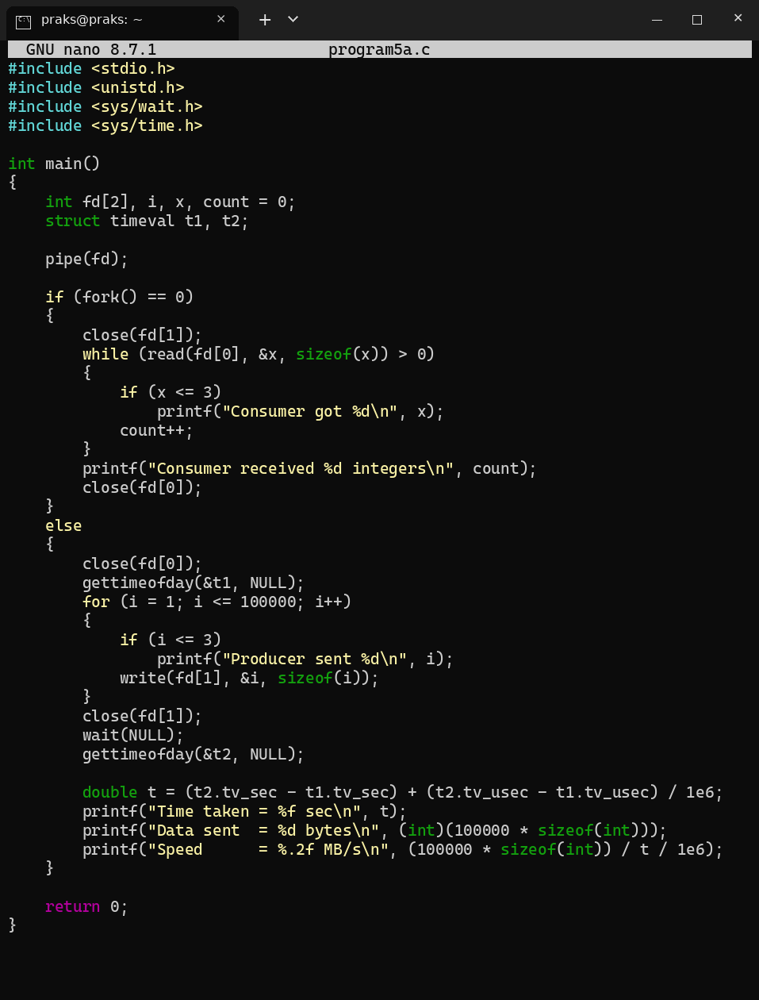 praks@praks: ~
GNU nano 8.7.1 program5a.c
#include <stdio.h>
#include <unistd.h>
#include <sys/wait.h>
#include <sys/time.h>

int main()
{
    int fd[2], i, x, count = 0;
    struct timeval t1, t2;

    pipe(fd);

    if (fork() == 0)
    {
        close(fd[1]);
        while (read(fd[0], &x, sizeof(x)) > 0)
        {
            if (x <= 3)
                printf("Consumer got %d\n", x);
            count++;
        }
        printf("Consumer received %d integers\n", count);
        close(fd[0]);
    }
    else
    {
        close(fd[0]);
        gettimeofday(&t1, NULL);
        for (i = 1; i <= 100000; i++)
        {
            if (i <= 3)
                printf("Producer sent %d\n", i);
            write(fd[1], &i, sizeof(i));
        }
        close(fd[1]);
        wait(NULL);
        gettimeofday(&t2, NULL);

        double t = (t2.tv_sec - t1.tv_sec) + (t2.tv_usec - t1.tv_usec) / 1e6;
        printf("Time taken = %f sec\n", t);
        printf("Data sent  = %d bytes\n", (int)(100000 * sizeof(int)));
        printf("Speed      = %.2f MB/s\n", (100000 * sizeof(int)) / t / 1e6);
    }

    return 0;
}